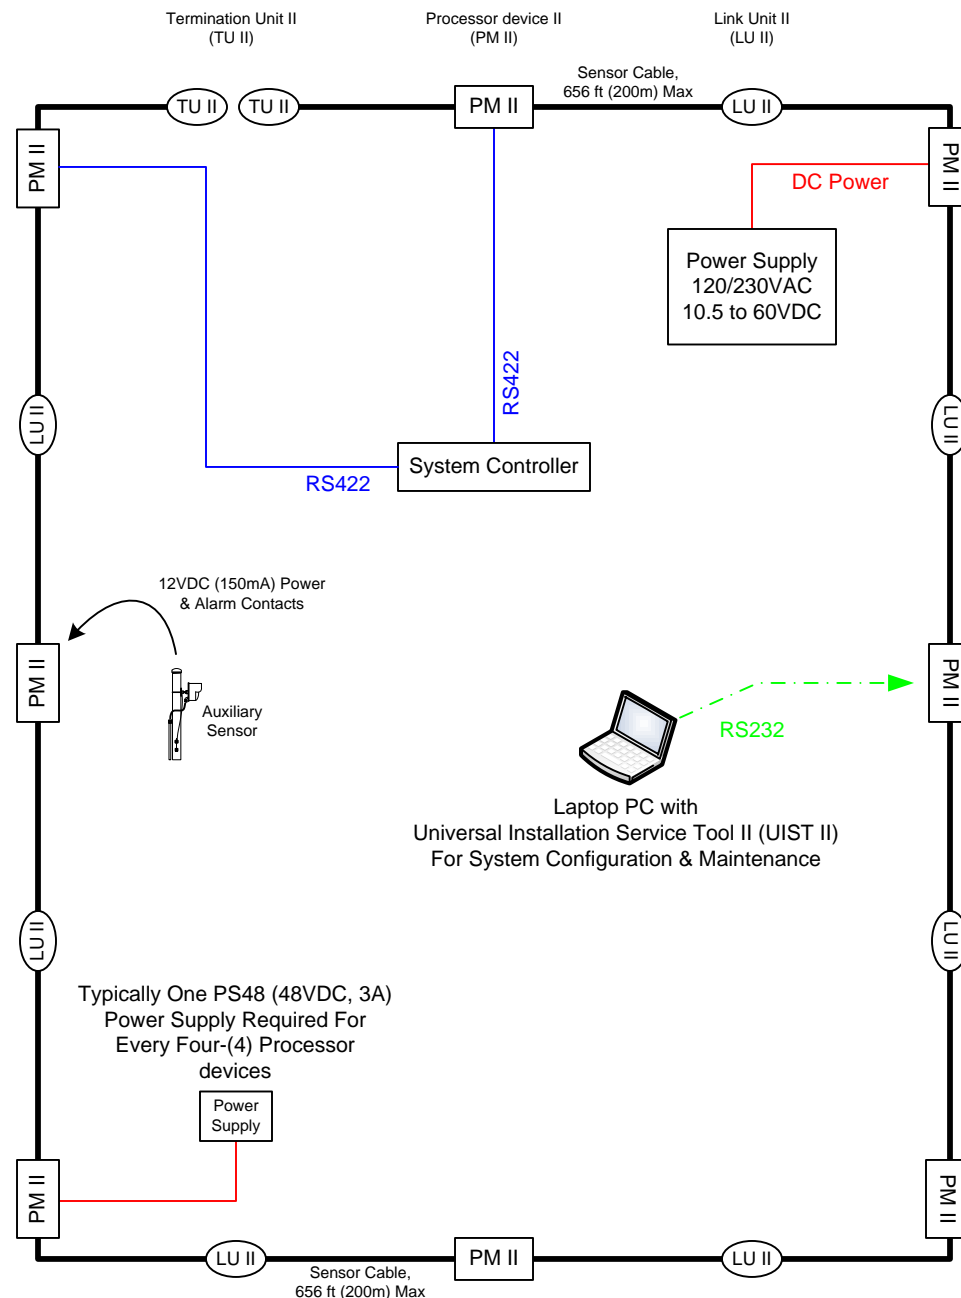 Termination Unit II
(TU II)
Processor device II
(PM II)
Link Unit II
(LU II)
Sensor Cable,
656 ft (200m) Max
TU II
TU II
PM II
LU II
PM II
PM II
DC Power
Power Supply
120/230VAC
10.5 to 60VDC
RS422
LU II
LU II
System Controller
RS422
12VDC (150mA) Power
& Alarm Contacts
PM II
PM II
Auxiliary
Sensor
RS232
Laptop PC with
Universal Installation Service Tool II (UIST II)
For System Configuration & Maintenance
LU II
LU II
Typically One PS48 (48VDC, 3A)
Power Supply Required For
Every Four-(4) Processor
devices
Power
Supply
PM II
PM II
LU II
PM II
LU II
Sensor Cable,
656 ft (200m) Max